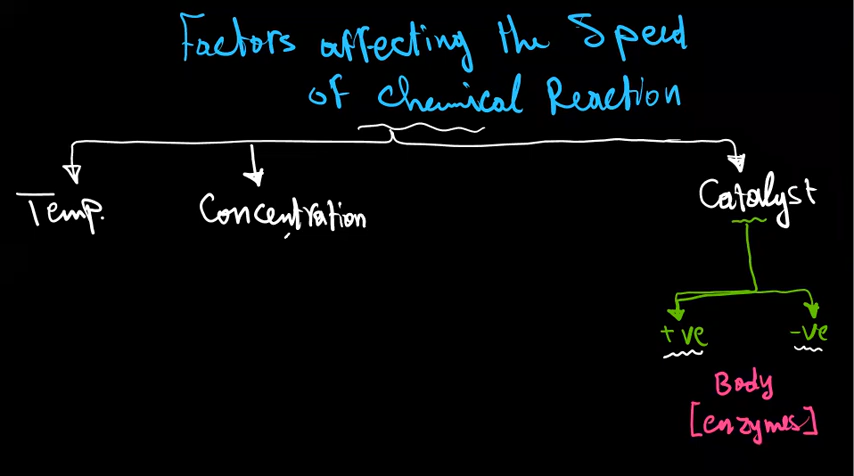 Factors affecting the Speed
of Chemical Reaction
Temp. Concentration Catalyst
+ve -ve
Body
[enzymes]